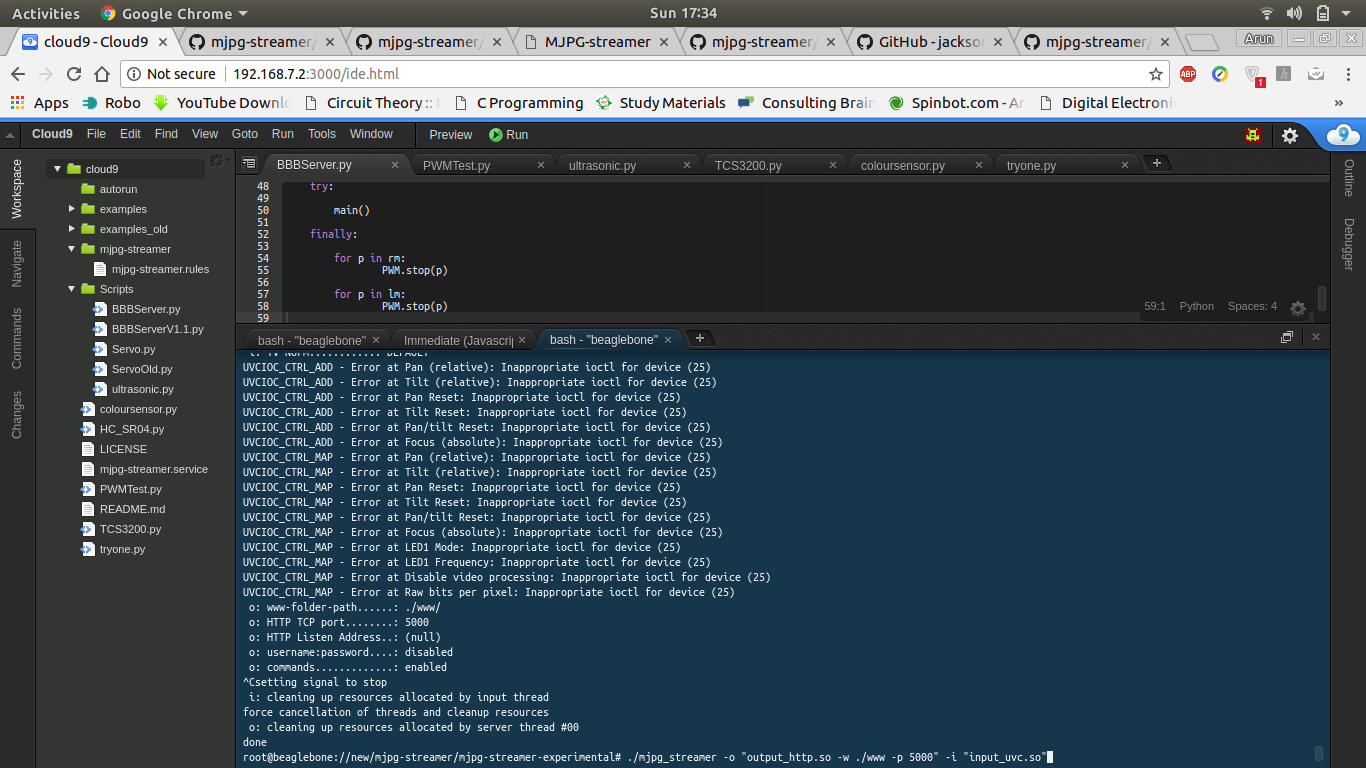 Activities Google Chrome Sun 17:34
cloud9 - Cloud9 mjpg-streamer/ mjpg-streamer/ MJPG-streamer mjpg-streamer/ GitHub - jackso mjpg-streamer/ Arun
Not secure 192.168.7.2:3000/ide.html ABP 1
Apps Robo YouTube Downl Circuit Theory :: C Programming Study Materials Consulting Brain Spinbot.com - Ar Digital Electroni »
Cloud9 File Edit Find View Goto Run Tools Window Preview Run
Workspace
Navigate
Commands
Changes
cloud9
autorun
examples
examples_old
mjpg-streamer
mjpg-streamer.rules
Scripts
BBBServer.py
BBBServerV1.1.py
Servo.py
ServoOld.py
ultrasonic.py
coloursensor.py
HC_SR04.py
LICENSE
mjpg-streamer.service
PWMTest.py
README.md
TCS3200.py
tryone.py
BBBServer.py PWMTest.py ultrasonic.py TCS3200.py coloursensor.py tryone.py
48 try:
49
50 main()
51
52 finally:
53
54 for p in rm:
55 PWM.stop(p)
56
57 for p in lm:
58 PWM.stop(p)
59
59:1 Python Spaces: 4
Outline
Debugger
bash - "beaglebone" Immediate (Javascrip bash - "beaglebone"
UVCIOC_CTRL_ADD - Error at Pan (relative): Inappropriate ioctl for device (25)
UVCIOC_CTRL_ADD - Error at Tilt (relative): Inappropriate ioctl for device (25)
UVCIOC_CTRL_ADD - Error at Pan Reset: Inappropriate ioctl for device (25)
UVCIOC_CTRL_ADD - Error at Tilt Reset: Inappropriate ioctl for device (25)
UVCIOC_CTRL_ADD - Error at Pan/tilt Reset: Inappropriate ioctl for device (25)
UVCIOC_CTRL_ADD - Error at Focus (absolute): Inappropriate ioctl for device (25)
UVCIOC_CTRL_MAP - Error at Pan (relative): Inappropriate ioctl for device (25)
UVCIOC_CTRL_MAP - Error at Tilt (relative): Inappropriate ioctl for device (25)
UVCIOC_CTRL_MAP - Error at Pan Reset: Inappropriate ioctl for device (25)
UVCIOC_CTRL_MAP - Error at Tilt Reset: Inappropriate ioctl for device (25)
UVCIOC_CTRL_MAP - Error at Pan/tilt Reset: Inappropriate ioctl for device (25)
UVCIOC_CTRL_MAP - Error at Focus (absolute): Inappropriate ioctl for device (25)
UVCIOC_CTRL_MAP - Error at LED1 Mode: Inappropriate ioctl for device (25)
UVCIOC_CTRL_MAP - Error at LED1 Frequency: Inappropriate ioctl for device (25)
UVCIOC_CTRL_MAP - Error at Disable video processing: Inappropriate ioctl for device (25)
UVCIOC_CTRL_MAP - Error at Raw bits per pixel: Inappropriate ioctl for device (25)
o: www-folder-path......: ./www/
o: HTTP TCP port........: 5000
o: HTTP Listen Address..: (null)
o: username:password....: disabled
o: commands.............: enabled
^Csetting signal to stop
i: cleaning up resources allocated by input thread
force cancellation of threads and cleanup resources
o: cleaning up resources allocated by server thread #00
done
root@beaglebone://new/mjpg-streamer/mjpg-streamer-experimental# ./mjpg_streamer -o "output_http.so -w ./www -p 5000" -i "input_uvc.so"